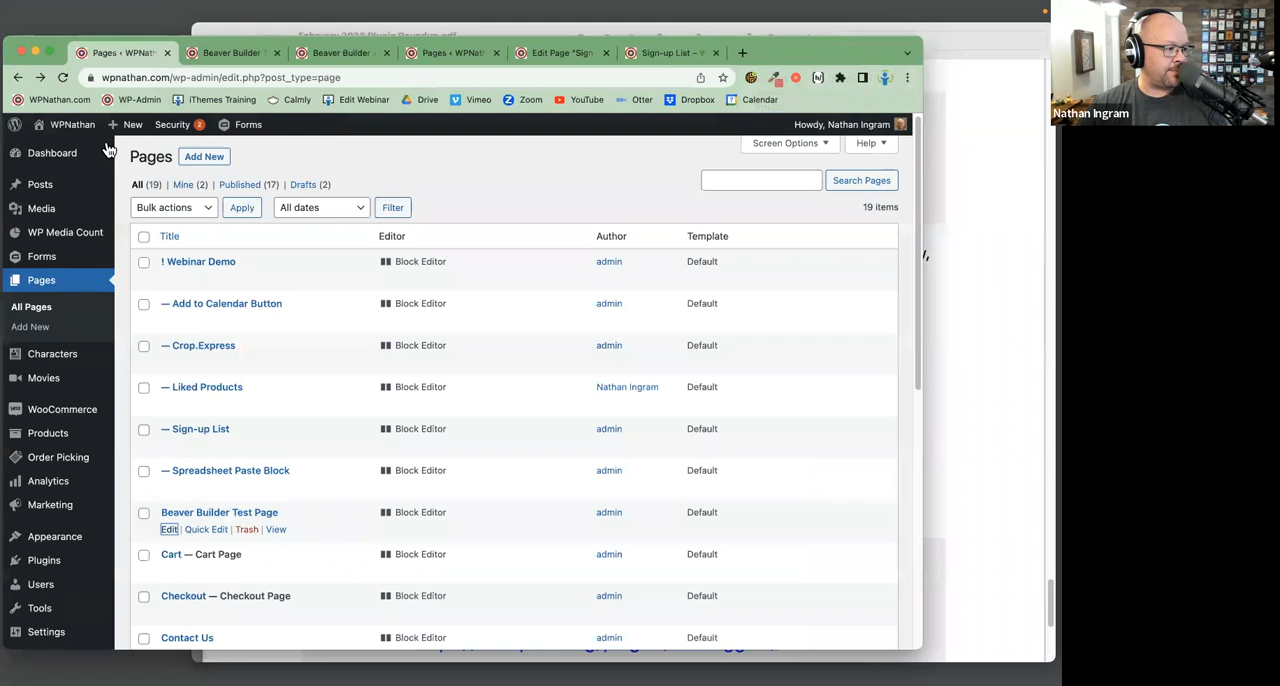 February 2023 Plugin Roundup.pdf
Pages ‹ WPNath
Beaver Builder T
Beaver Builder
Pages ‹ WPNat
Edit Page "Sign
Sign-up List –
wpnathan.com/wp-admin/edit.php?post_type=page
WPNathan.com WP-Admin iThemes Training Calmly Edit Webinar Drive Vimeo Zoom YouTube Otter Dropbox Calendar
WPNathan New Security 2 Forms Howdy, Nathan Ingram
Nathan Ingram
Dashboard
Posts
Media
WP Media Count
Forms
Pages
All Pages
Add New
Characters
Movies
WooCommerce
Products
Order Picking
Analytics
Marketing
Appearance
Plugins
Users
Tools
Settings
Pages Add New Screen Options Help
All (19) | Mine (2) | Published (17) | Drafts (2) Search Pages
Bulk actions Apply All dates Filter 19 items
Title Editor Author Template
! Webinar Demo Block Editor admin Default
— Add to Calendar Button Block Editor admin Default
— Crop.Express Block Editor admin Default
— Liked Products Block Editor Nathan Ingram Default
— Sign-up List Block Editor admin Default
— Spreadsheet Paste Block Block Editor admin Default
Beaver Builder Test Page Block Editor admin Default
Edit | Quick Edit | Trash | View
Cart — Cart Page Block Editor admin Default
Checkout — Checkout Page Block Editor admin Default
Contact Us Block Editor admin Default